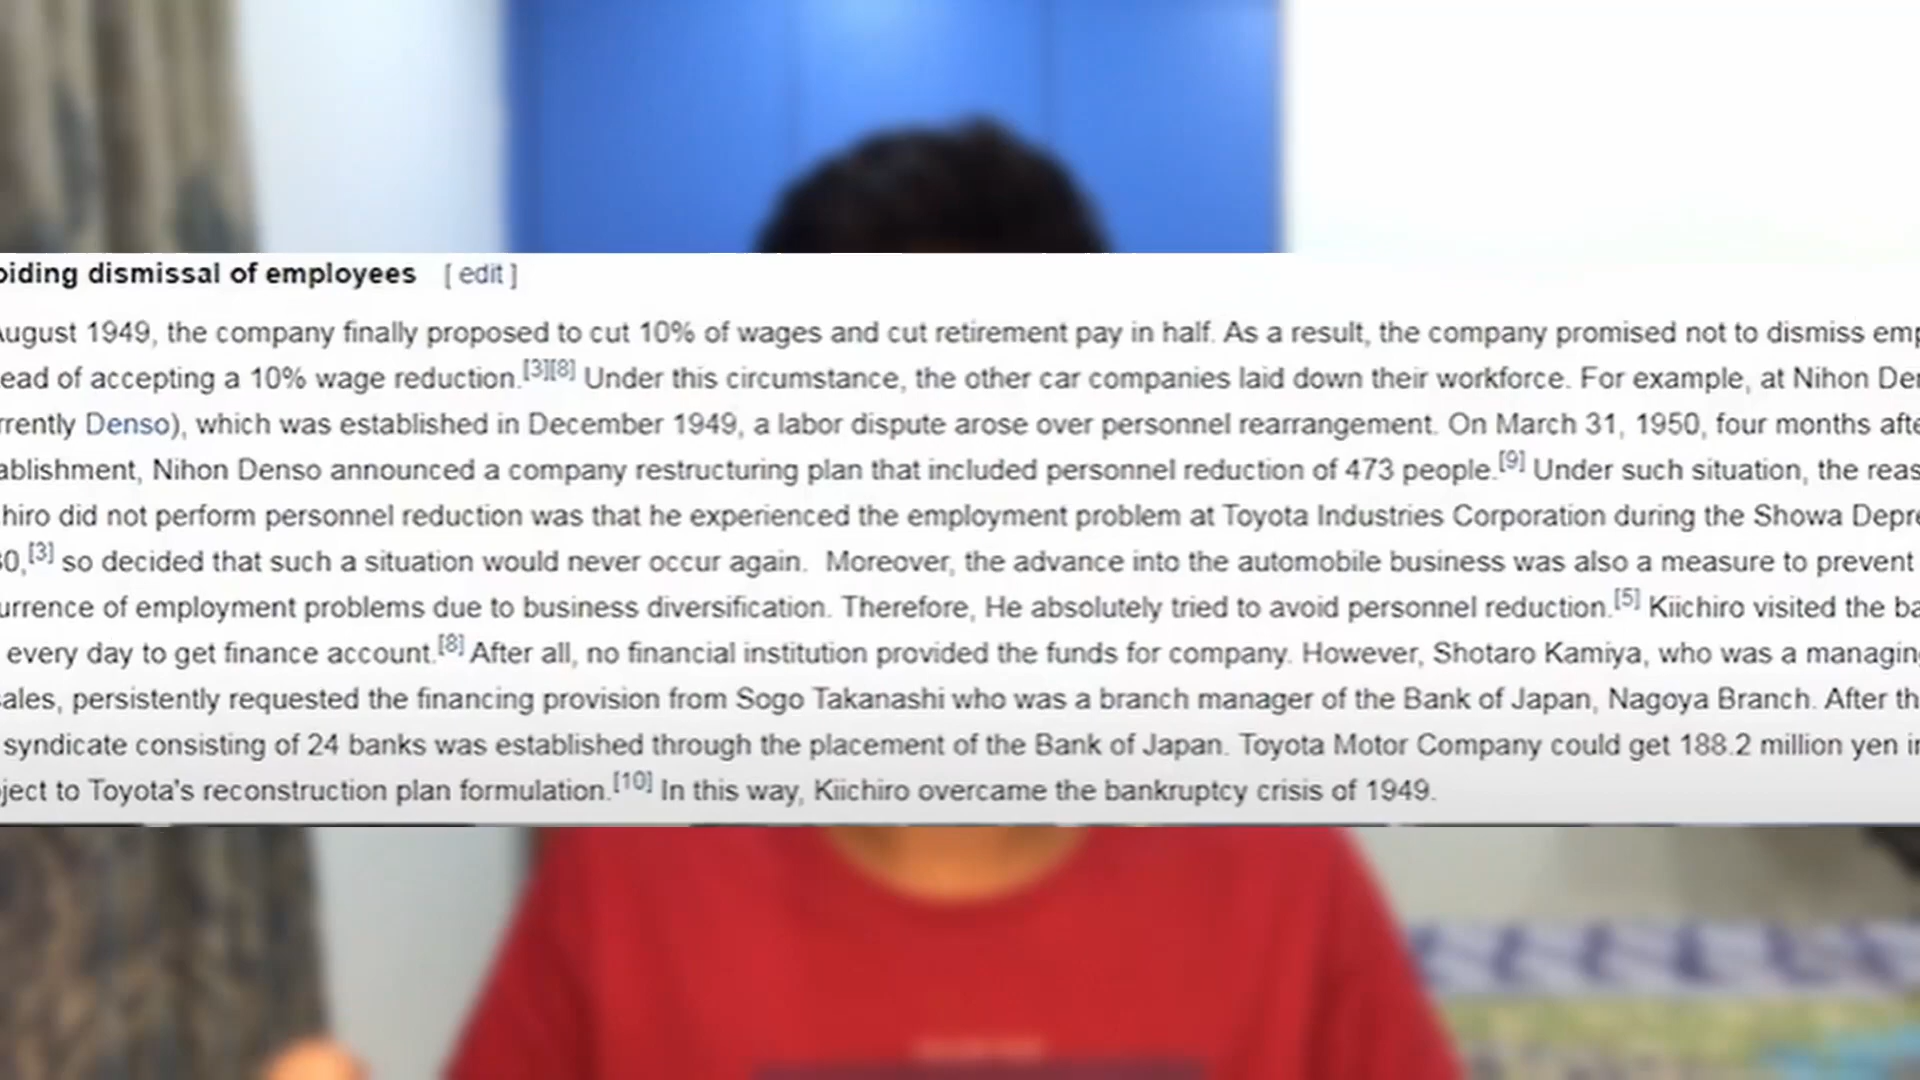 oiding dismissal of employees [ edit ]
August 1949, the company finally proposed to cut 10% of wages and cut retirement pay in half. As a result, the company promised not to dismiss emp
ead of accepting a 10% wage reduction.[3][8] Under this circumstance, the other car companies laid down their workforce. For example, at Nihon Den
rrently Denso), which was established in December 1949, a labor dispute arose over personnel rearrangement. On March 31, 1950, four months afte
ablishment, Nihon Denso announced a company restructuring plan that included personnel reduction of 473 people.[9] Under such situation, the reas
hiro did not perform personnel reduction was that he experienced the employment problem at Toyota Industries Corporation during the Showa Depre
0,[3] so decided that such a situation would never occur again. Moreover, the advance into the automobile business was also a measure to prevent
urrence of employment problems due to business diversification. Therefore, He absolutely tried to avoid personnel reduction.[5] Kiichiro visited the ba
every day to get finance account.[8] After all, no financial institution provided the funds for company. However, Shotaro Kamiya, who was a managing
ales, persistently requested the financing provision from Sogo Takanashi who was a branch manager of the Bank of Japan, Nagoya Branch. After th
syndicate consisting of 24 banks was established through the placement of the Bank of Japan. Toyota Motor Company could get 188.2 million yen in
ject to Toyota's reconstruction plan formulation.[10] In this way, Kiichiro overcame the bankruptcy crisis of 1949.